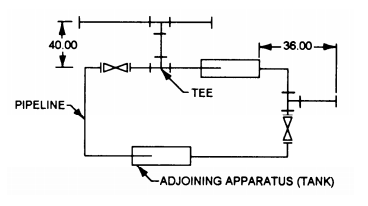 40.00
36.00
TEE
PIPELINE
ADJOINING APPARATUS (TANK)